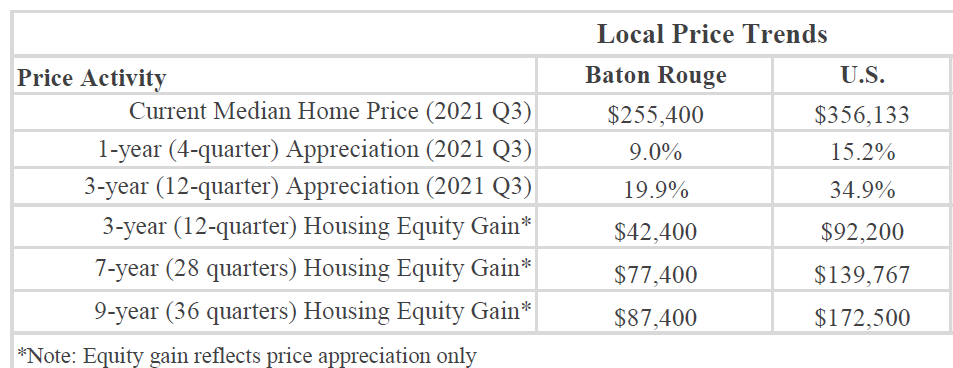 Local Price Trends
Price Activity Baton Rouge U.S.
Current Median Home Price (2021 Q3) $255,400 $356,133
1-year (4-quarter) Appreciation (2021 Q3) 9.0% 15.2%
3-year (12-quarter) Appreciation (2021 Q3) 19.9% 34.9%
3-year (12-quarter) Housing Equity Gain* $42,400 $92,200
7-year (28 quarters) Housing Equity Gain* $77,400 $139,767
9-year (36 quarters) Housing Equity Gain* $87,400 $172,500
*Note: Equity gain reflects price appreciation only